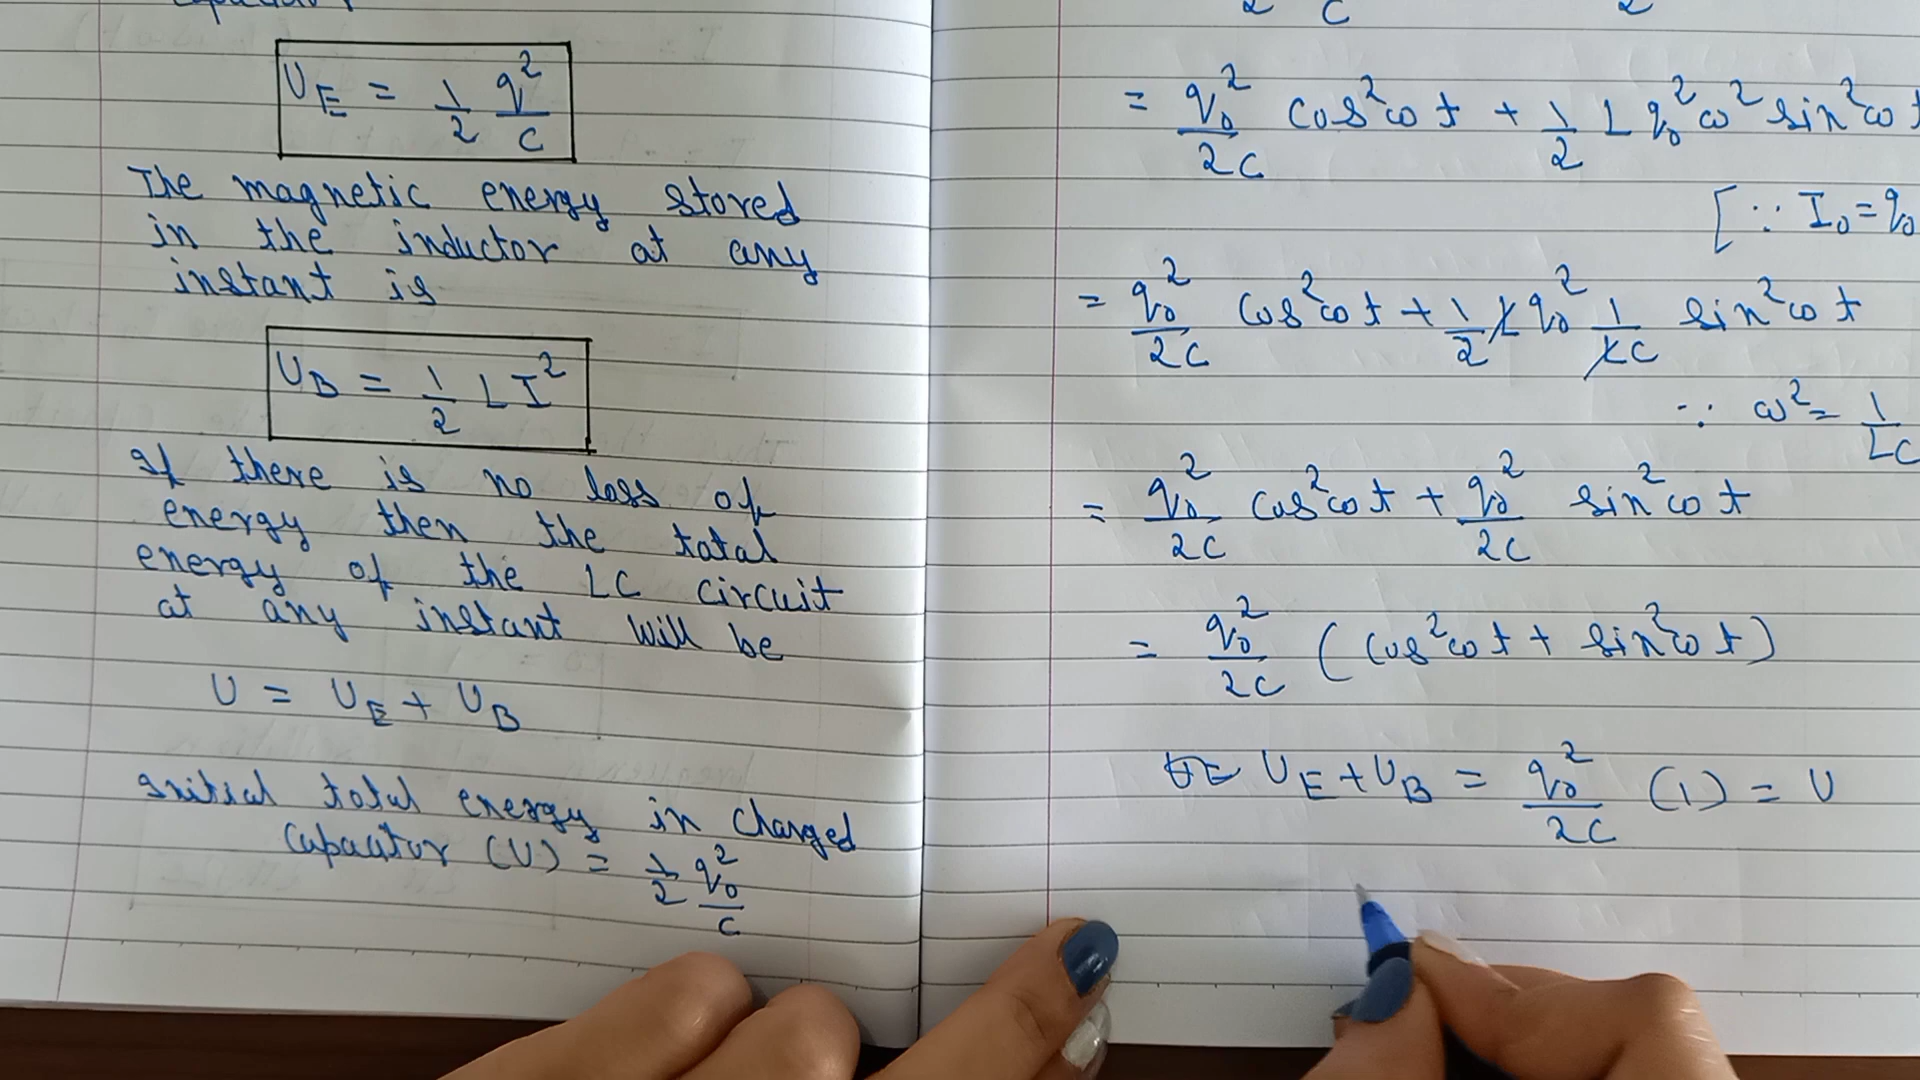 U_E = 1/2 q²/C
The magnetic energy stored
in the inductor at any
instant is
U_B = 1/2 LI²
If there is no loss of
energy then the total
energy of the LC circuit
at any instant will be
U = U_E + U_B
Initial total energy in charged
Capacitor (U) = 1/2 q₀²/C
= q₀²/2C cos²ωt + 1/2 L q₀² ω² sin²ωt
[∵ I₀ = q₀
= q₀²/2C cos²ωt + 1/2 L q₀² 1/LC sin²ωt
∵ ω² = 1/LC
= q₀²/2C cos²ωt + q₀²/2C sin²ωt
= q₀²/2C (cos²ωt + sin²ωt)
U_E + U_B = q₀²/2C (1) = U